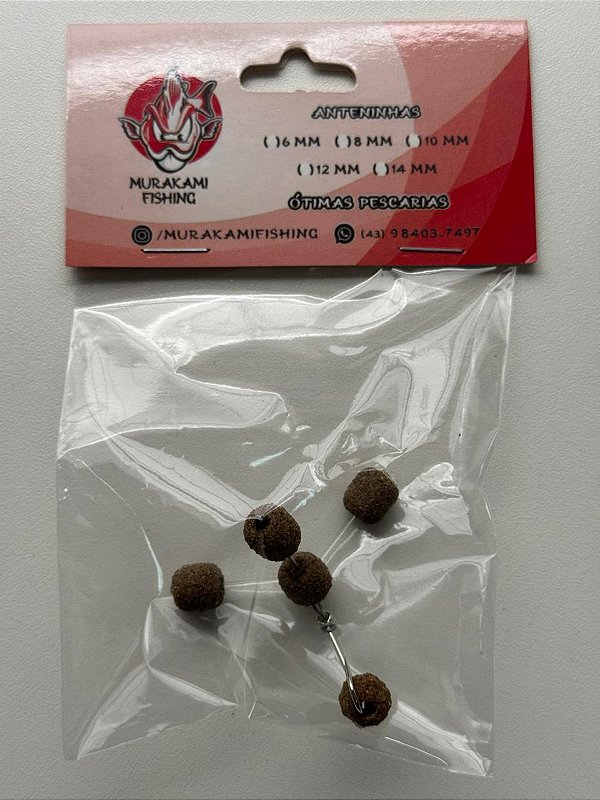 MURAKAMI
FISHING
ANTENINHAS
( )6 MM ( )8 MM ( )10 MM
( )12 MM ( )14 MM
ÓTIMAS PESCARIAS
/MURAKAMIFISHING (43) 98403-7497